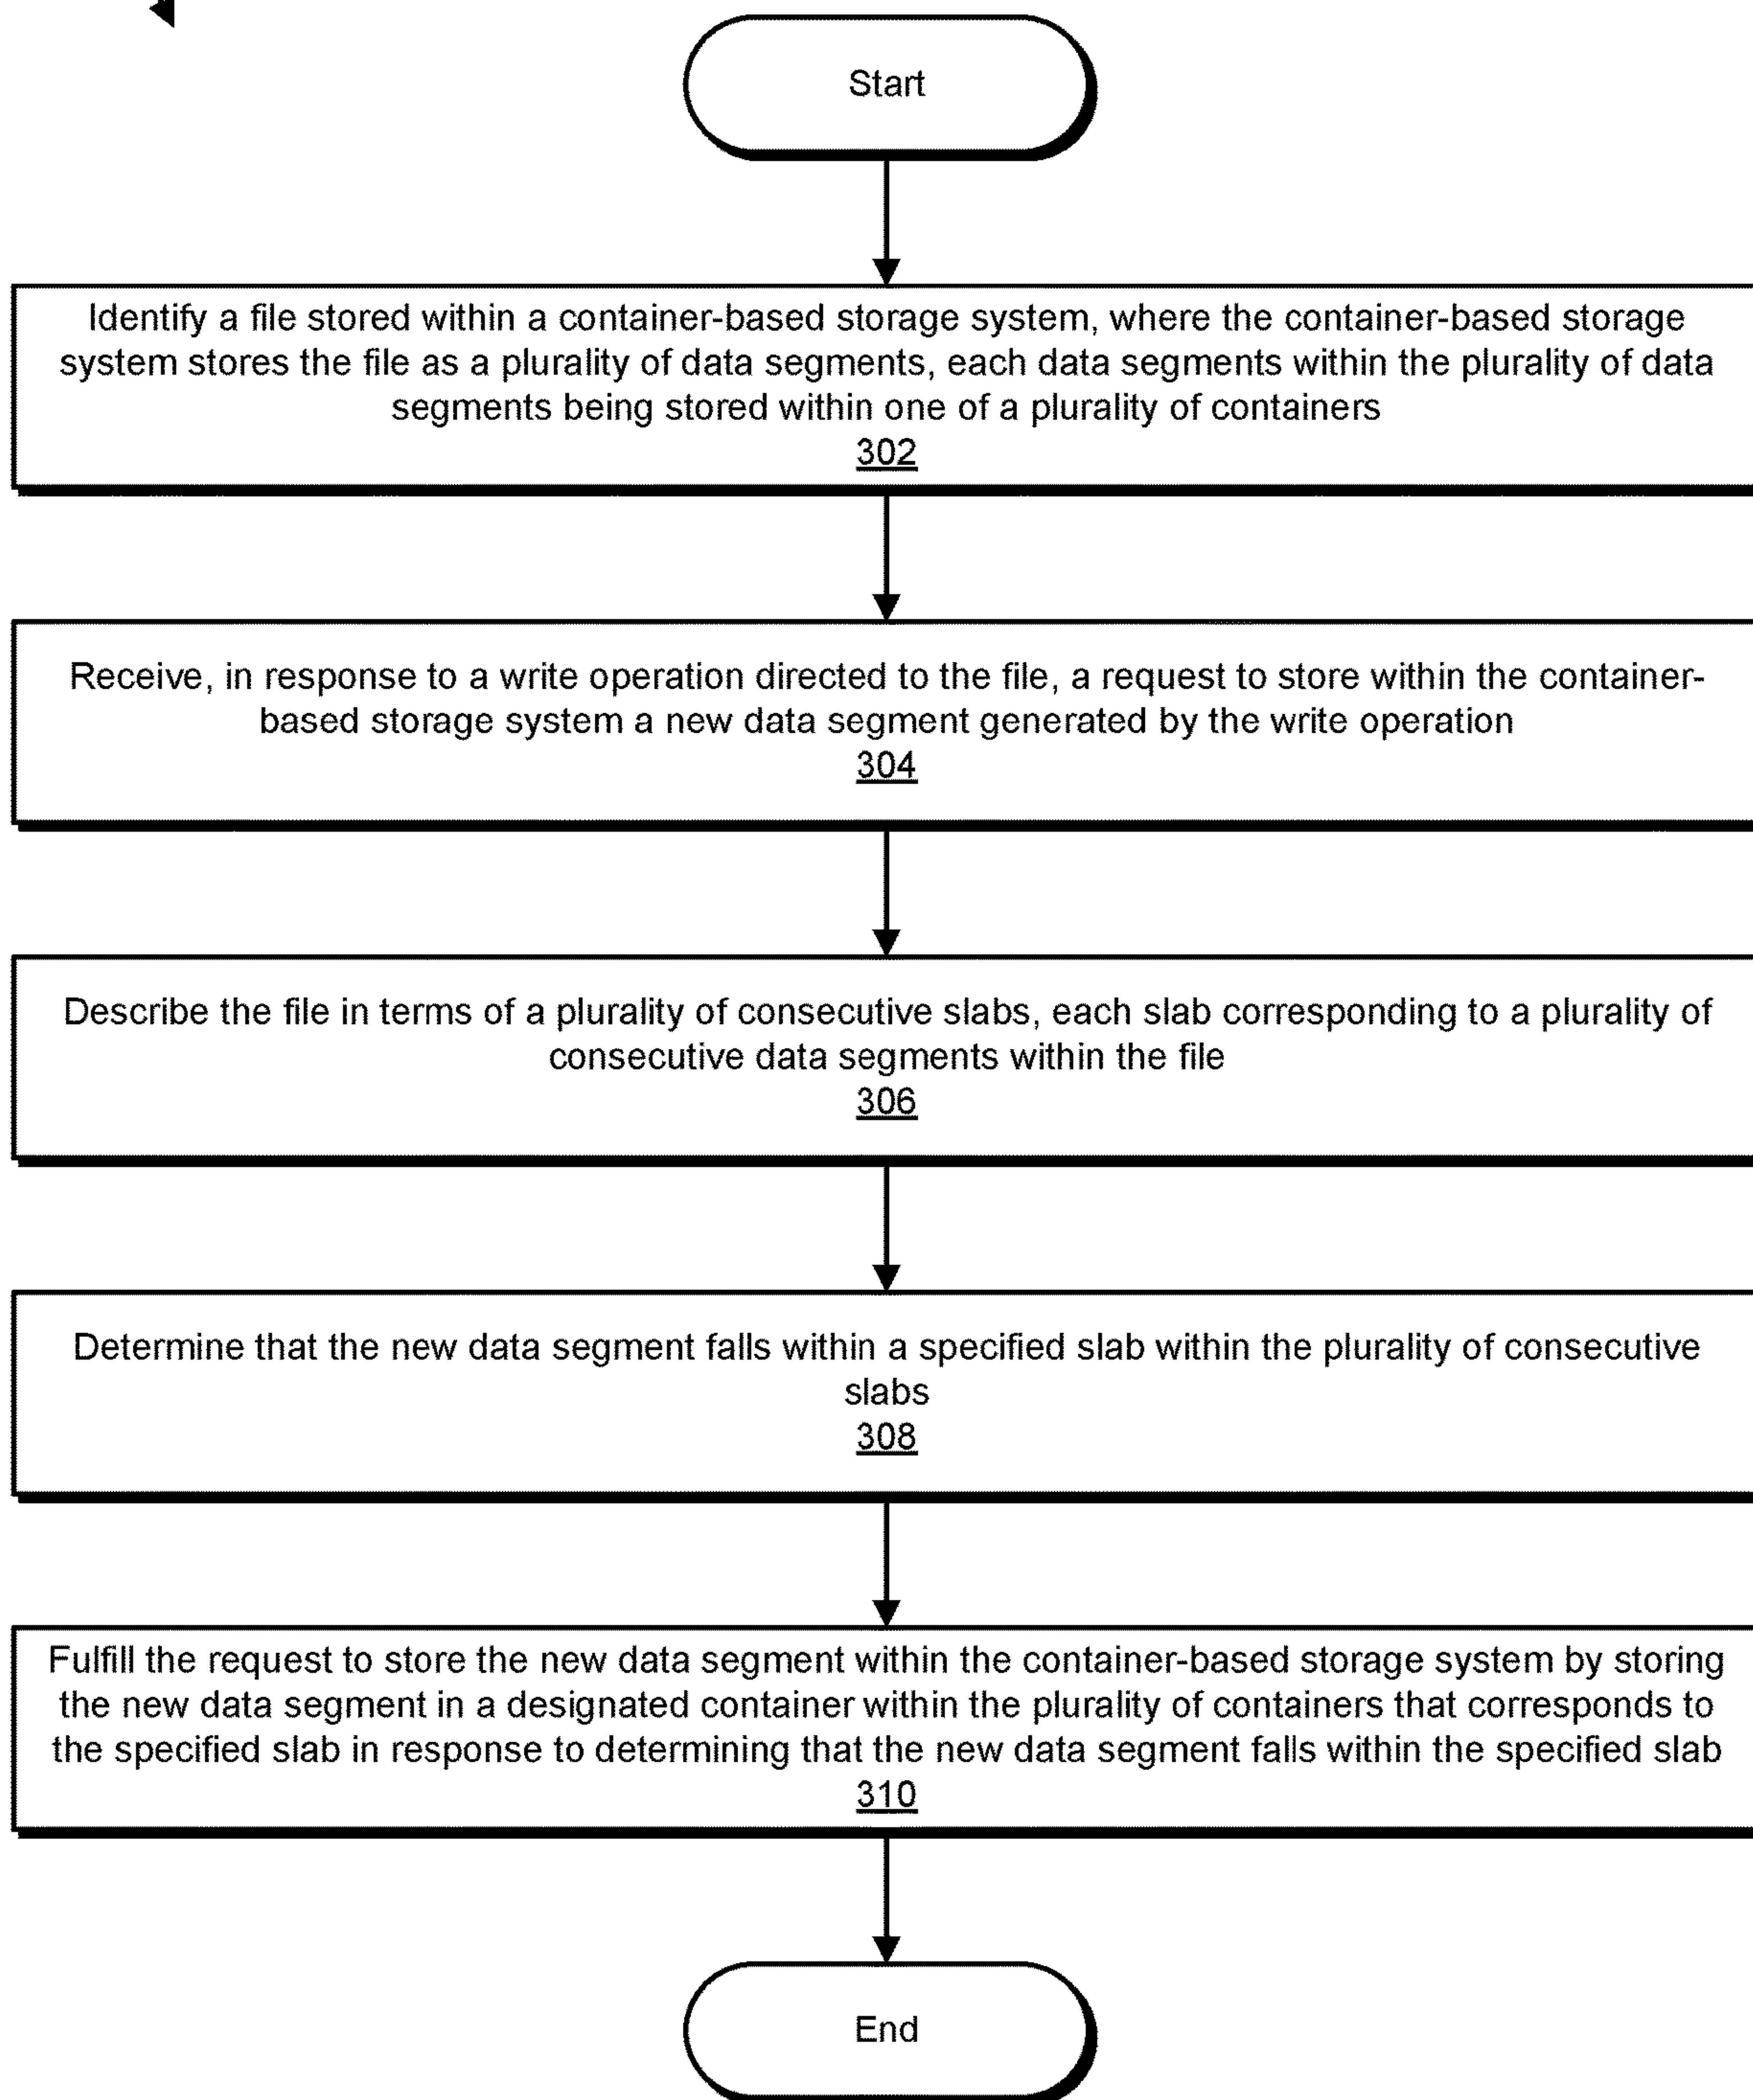 Start
Identify a file stored within a container-based storage system, where the container-based storage
system stores the file as a plurality of data segments, each data segments within the plurality of data
segments being stored within one of a plurality of containers
302
Receive, in response to a write operation directed to the file, a request to store within the container-
based storage system a new data segment generated by the write operation
304
Describe the file in terms of a plurality of consecutive slabs, each slab corresponding to a plurality of
consecutive data segments within the file
306
Determine that the new data segment falls within a specified slab within the plurality of consecutive
slabs
308
Fulfill the request to store the new data segment within the container-based storage system by storing
the new data segment in a designated container within the plurality of containers that corresponds to
the specified slab in response to determining that the new data segment falls within the specified slab
310
End